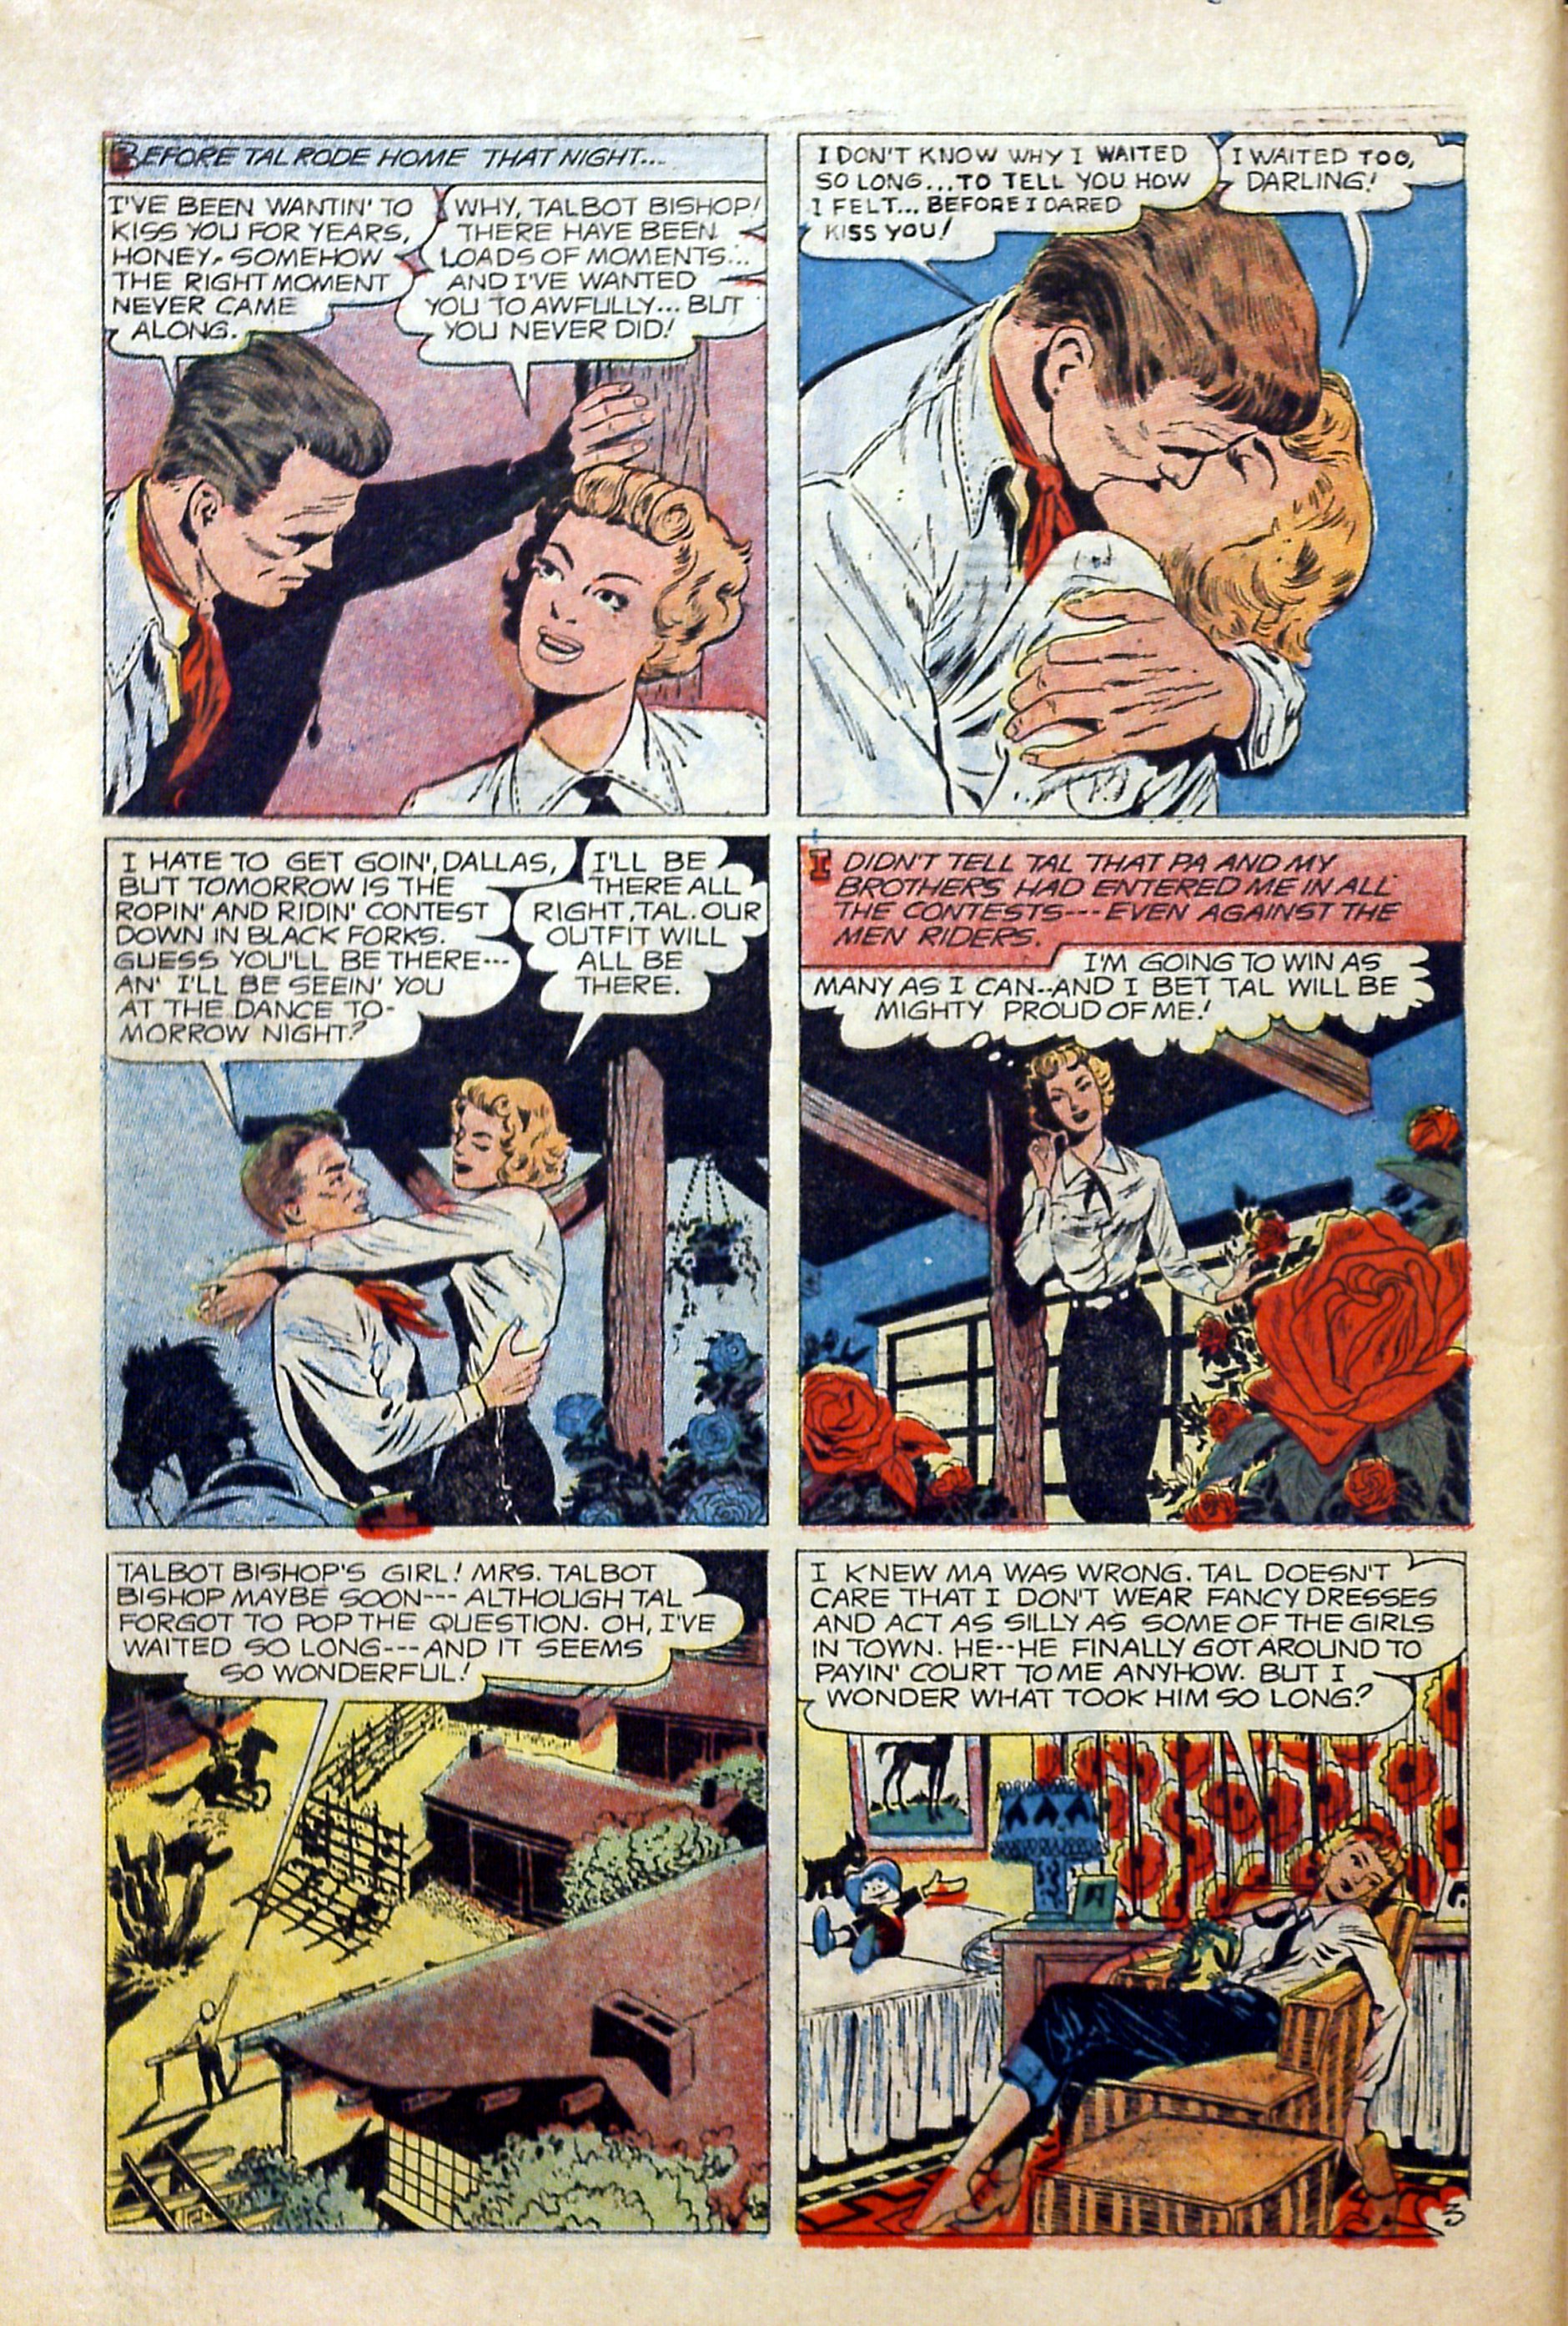 BEFORE TAL RODE HOME THAT NIGHT...
I'VE BEEN WANTIN' TO
KISS YOU FOR YEARS,
HONEY. SOMEHOW
THE RIGHT MOMENT
NEVER CAME
ALONG.
WHY, TALBOT BISHOP!
THERE HAVE BEEN
LOADS OF MOMENTS...
AND I'VE WANTED
YOU TO AWFULLY... BUT
YOU NEVER DID!
I DON'T KNOW WHY I WAITED
SO LONG... TO TELL YOU HOW
I FELT... BEFORE I DARED
KISS YOU!
I WAITED TOO,
DARLING!
I HATE TO GET GOIN', DALLAS,
BUT TOMORROW IS THE
ROPIN' AND RIDIN' CONTEST
DOWN IN BLACK FORKS.
GUESS YOU'LL BE THERE---
AN' I'LL BE SEEIN' YOU
AT THE DANCE TO-
MORROW NIGHT?
I'LL BE
THERE ALL
RIGHT, TAL. OUR
OUTFIT WILL
ALL BE
THERE.
I DIDN'T TELL TAL THAT PA AND MY
BROTHERS HAD ENTERED ME IN ALL
THE CONTESTS---EVEN AGAINST THE
MEN RIDERS.
I'M GOING TO WIN AS
MANY AS I CAN--AND I BET TAL WILL BE
MIGHTY PROUD OF ME!
TALBOT BISHOP'S GIRL! MRS. TALBOT
BISHOP MAYBE SOON---ALTHOUGH TAL
FORGOT TO POP THE QUESTION. OH, I'VE
WAITED SO LONG---AND IT SEEMS
SO WONDERFUL!
I KNEW MA WAS WRONG. TAL DOESN'T
CARE THAT I DON'T WEAR FANCY DRESSES
AND ACT AS SILLY AS SOME OF THE GIRLS
IN TOWN. HE--HE FINALLY GOT AROUND TO
PAYIN' COURT TO ME ANYHOW. BUT I
WONDER WHAT TOOK HIM SO LONG?
3